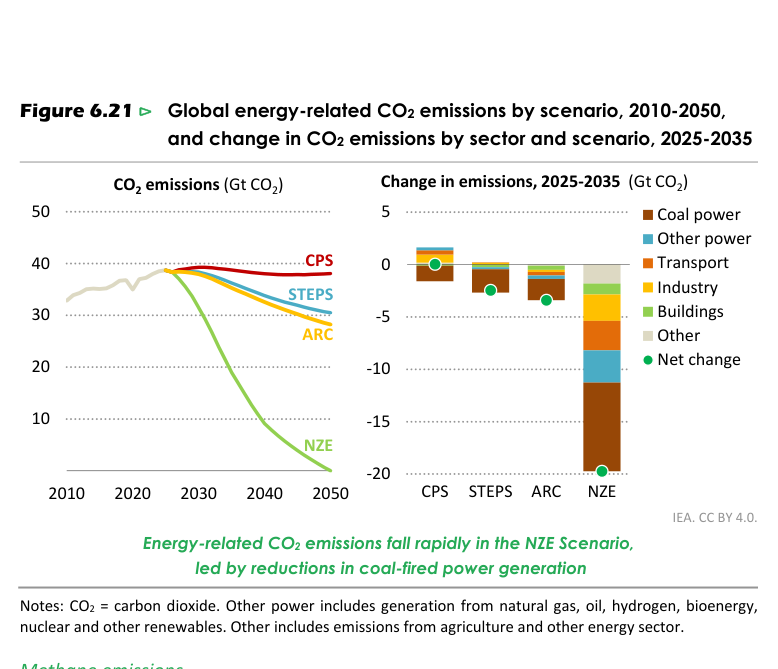 Figure 6.21 ⊳ Global energy-related CO₂ emissions by scenario, 2010-2050,
and change in CO₂ emissions by sector and scenario, 2025-2035
CO₂ emissions (Gt CO₂)
50
40
30
20
10
2010 2020 2030 2040 2050
CPS
STEPS
ARC
NZE
Change in emissions, 2025-2035 (Gt CO₂)
5
0
-5
-10
-15
-20
CPS STEPS ARC NZE
Coal power
Other power
Transport
Industry
Buildings
Other
Net change
IEA. CC BY 4.0.
Energy-related CO₂ emissions fall rapidly in the NZE Scenario,
led by reductions in coal-fired power generation
Notes: CO₂ = carbon dioxide. Other power includes generation from natural gas, oil, hydrogen, bioenergy,
nuclear and other renewables. Other includes emissions from agriculture and other energy sector.
Methane emissions